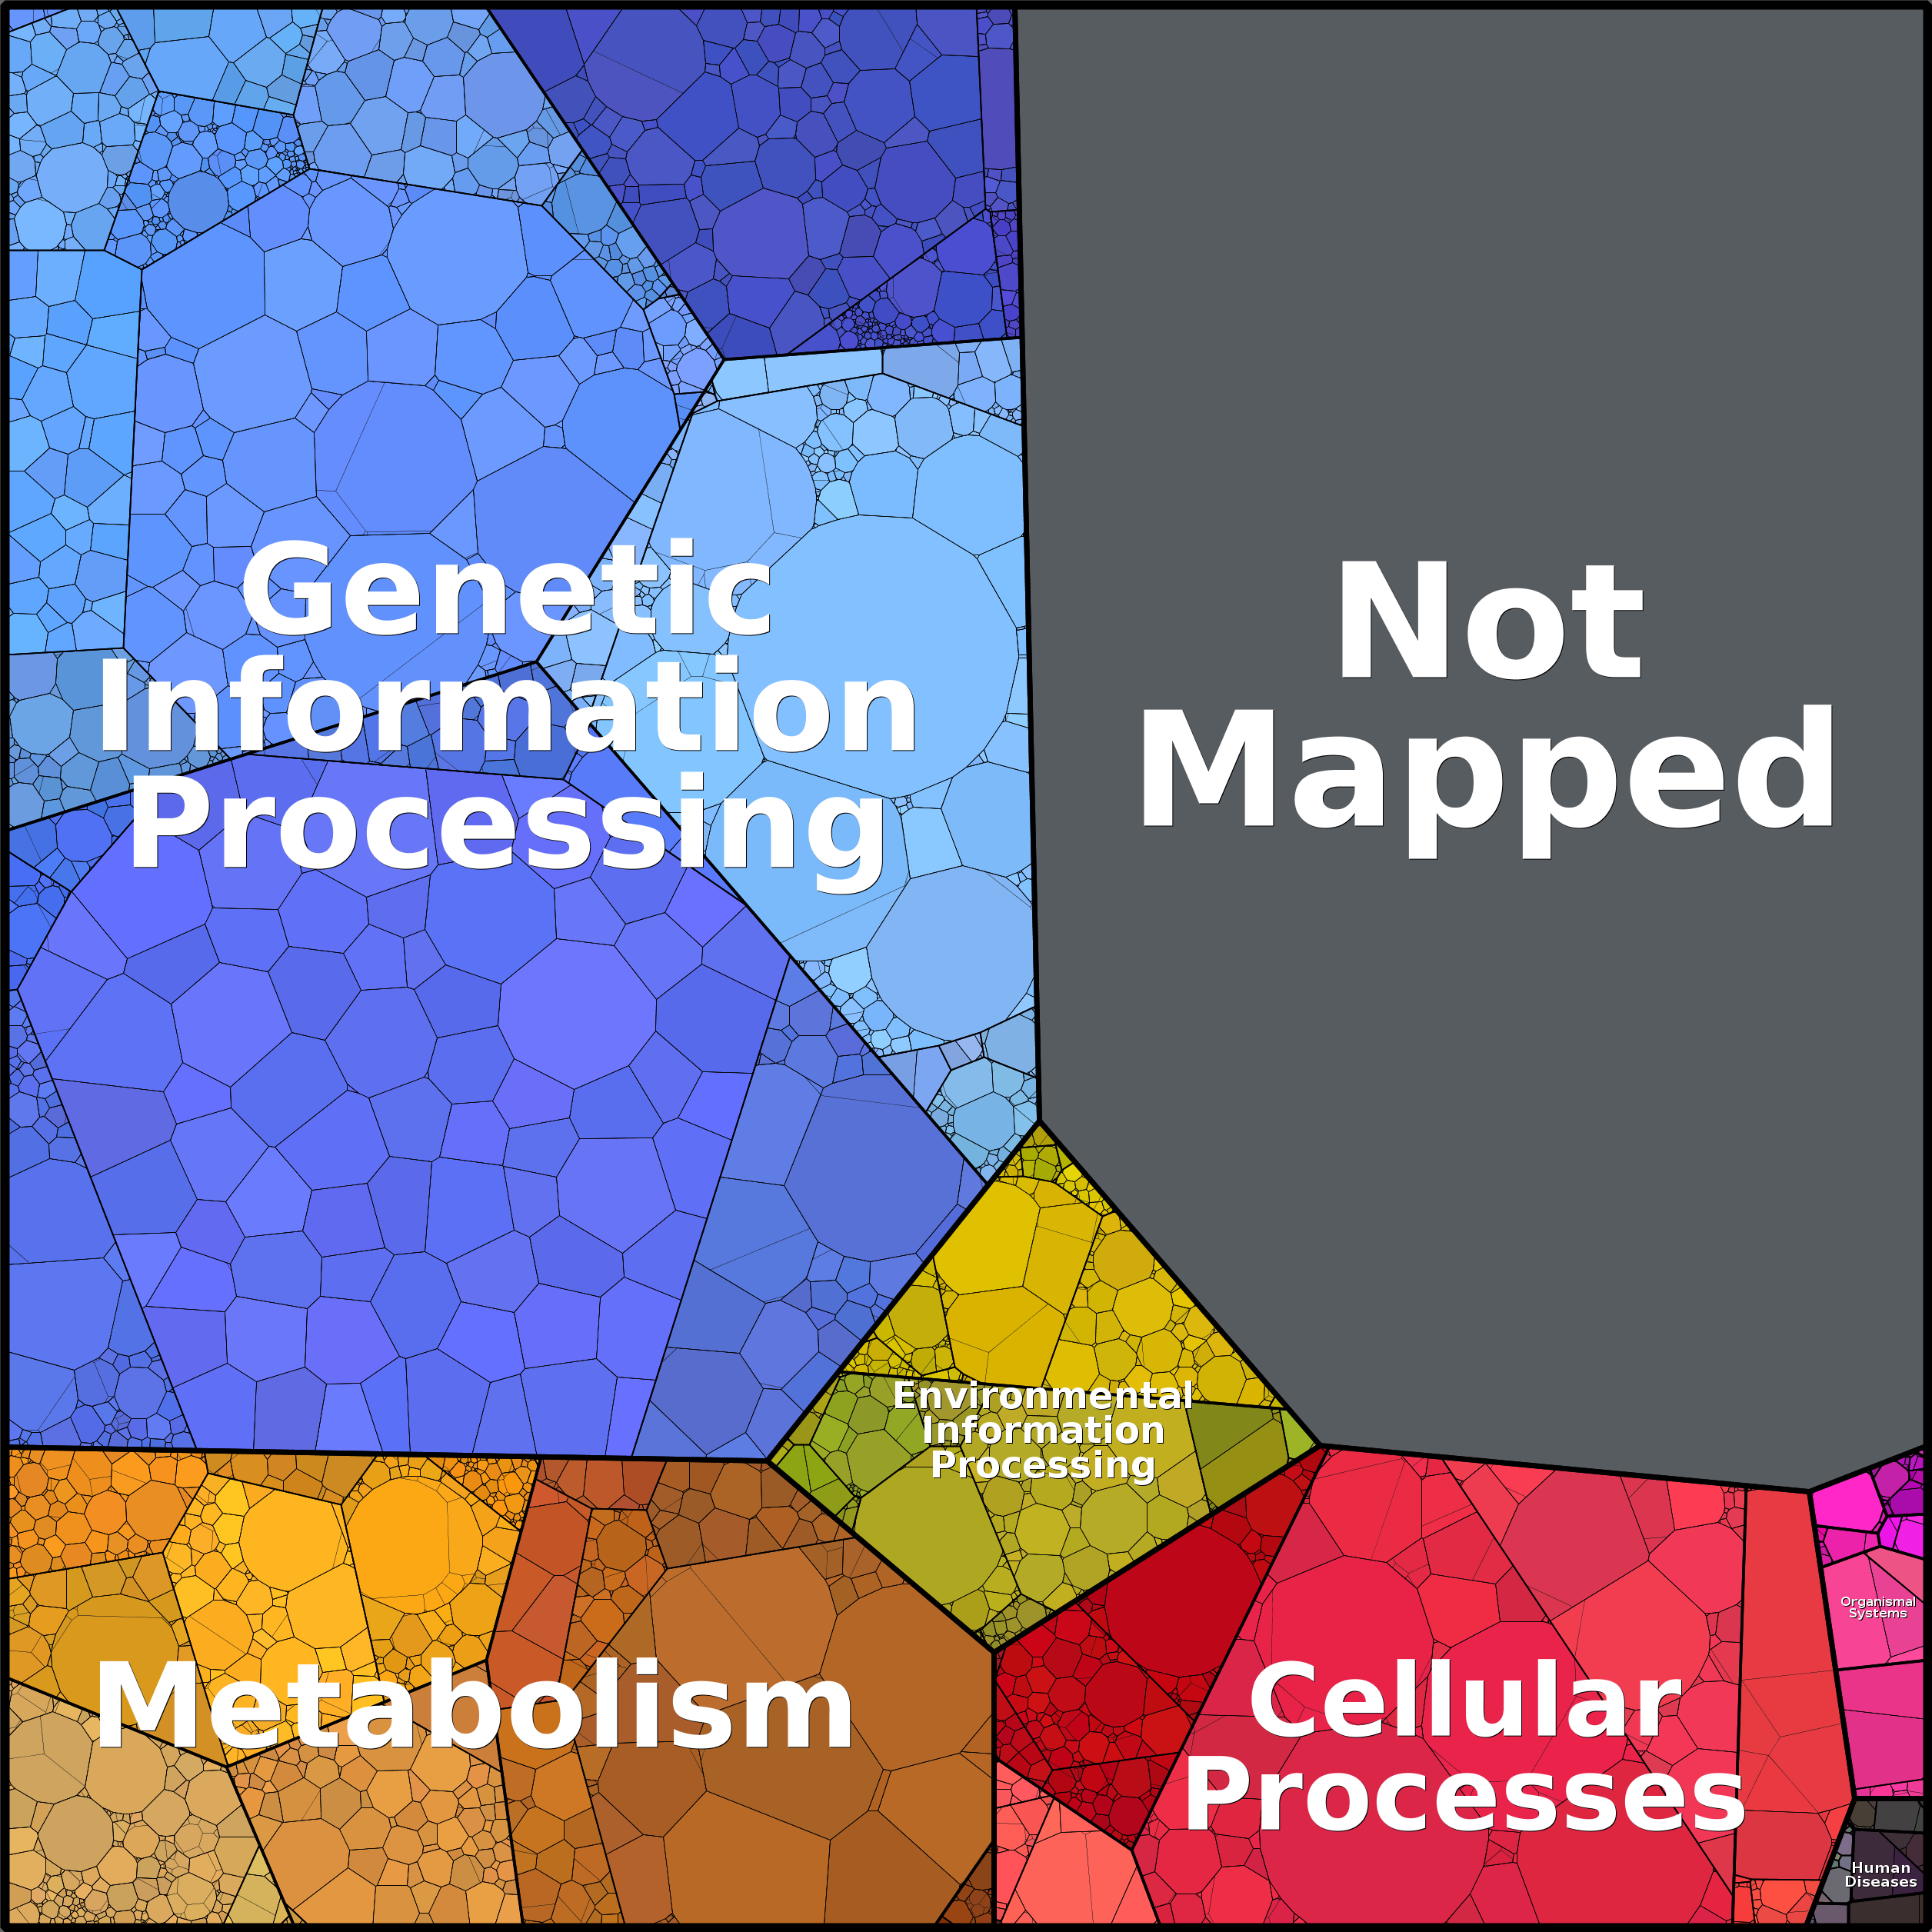 Genetic
Information
Processing
Not
Mapped
Environmental
Information
Processing
Metabolism
Cellular
Processes
Organismal
Systems
Human
Diseases